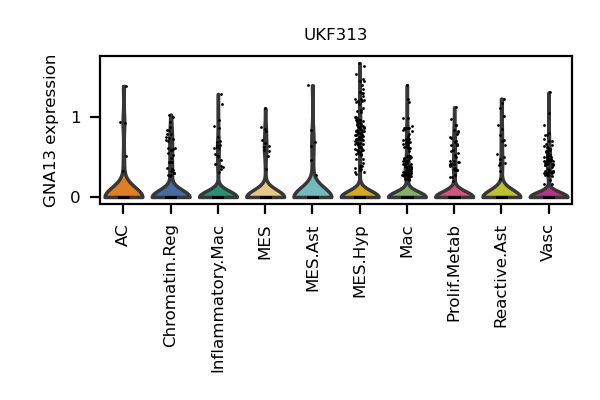 UKF313
GNA13 expression
1
0
AC
Chromatin.Reg
Inflammatory.Mac
MES
MES.Ast
MES.Hyp
Mac
Prolif.Metab
Reactive.Ast
Vasc